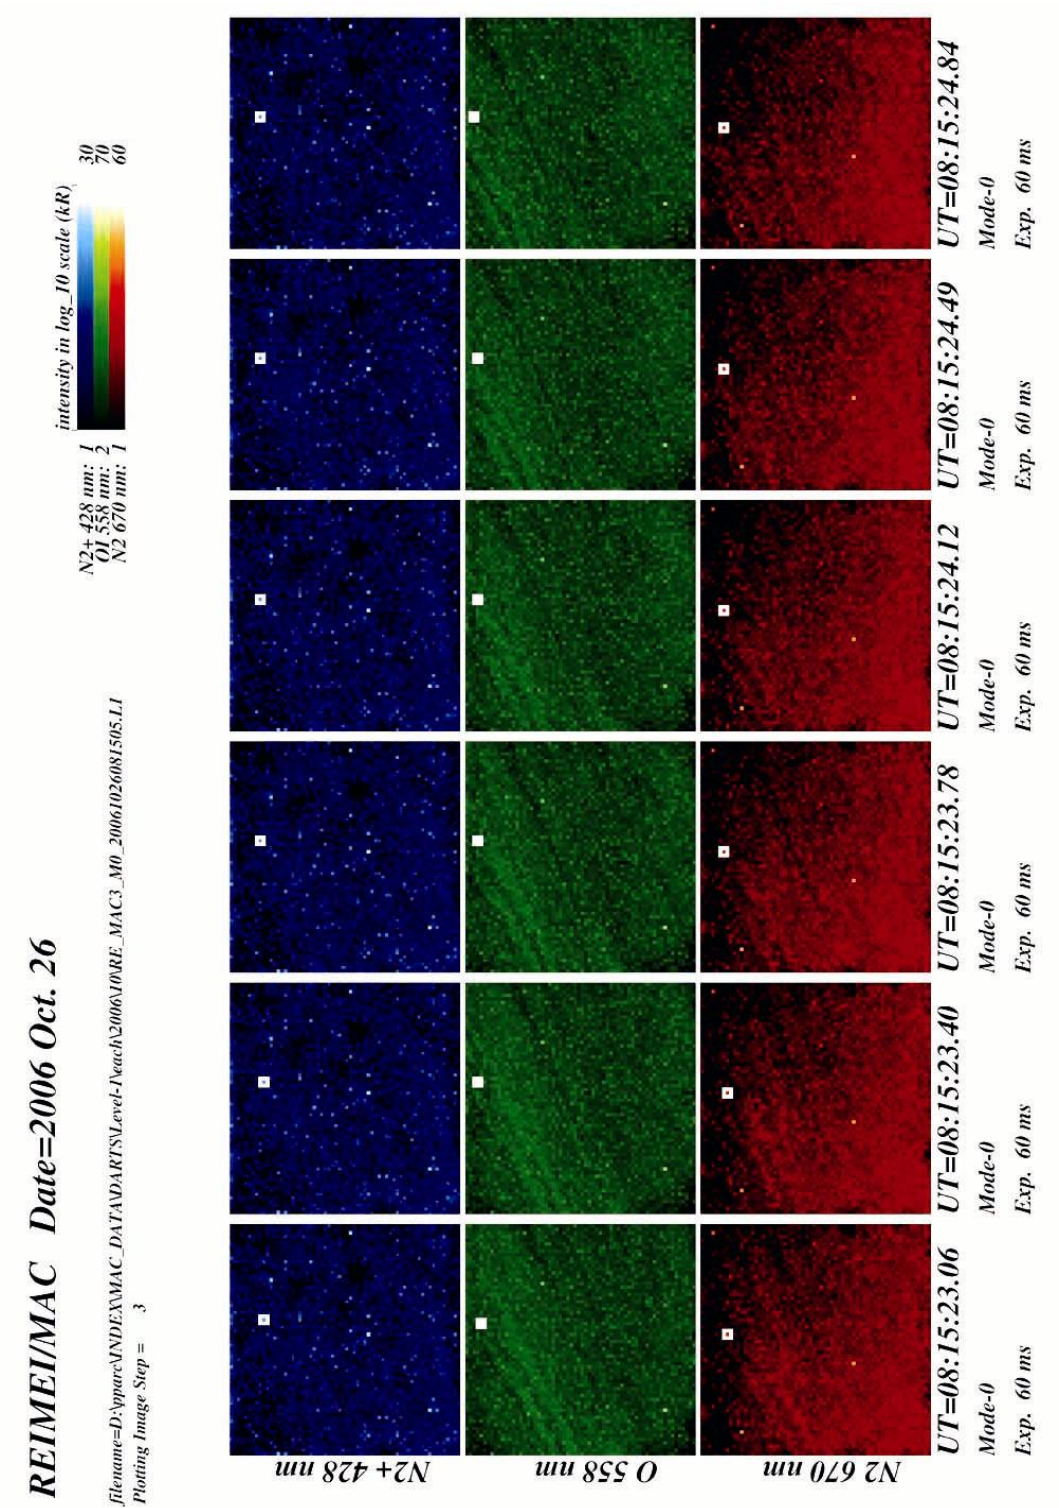 REIMEI/MAC Date=2006 Oct. 26
filename=D:\pparc\INDEX\MAC_DATA\DARTS\Level-1\each\2006\10\RE_MAC3_M0_20061026081505.L1
Plotting Image Step = 3
intensity in log_10 scale (kR)
N2+ 428 nm: 1 30
OI 558 nm: 2 70
N2 670 nm: 1 60
N2+ 428 nm
O 558 nm
N2 670 nm
UT=08:15:23.06
Mode-0
Exp. 60 ms
UT=08:15:23.40
Mode-0
Exp. 60 ms
UT=08:15:23.78
Mode-0
Exp. 60 ms
UT=08:15:24.12
Mode-0
Exp. 60 ms
UT=08:15:24.49
Mode-0
Exp. 60 ms
UT=08:15:24.84
Mode-0
Exp. 60 ms